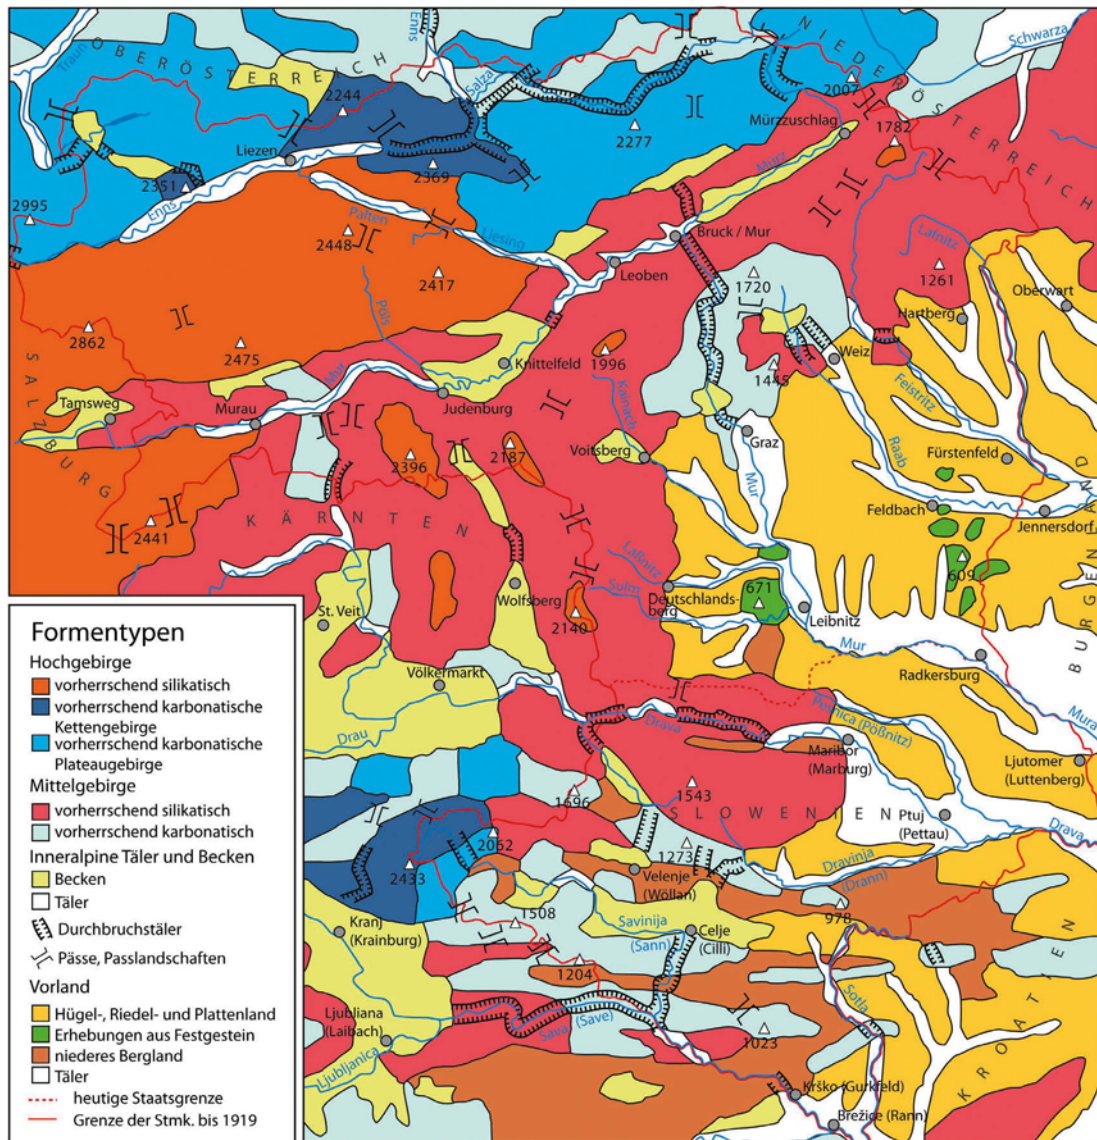 OBERÖSTERREICH
NIEDERÖSTERREICH
Traun
Enns
Salza
Schwarza
2244
2007
2277
1782
Mürzzuschlag
Liezen
2369
Mürz
2351
2995
Enns
Palten
2448
Liesing
Bruck / Mur
Lafnitz
Leoben
2417
1720
1261
Oberwart
Pöls
Hartberg
2862
2475
1996
Weiz
SALZBURG
Mur
Knittelfeld
1445
Feistritz
Tamsweg
Murau
Judenburg
Kainach
Graz
Voitsberg
2396
2187
Raab
Fürstenfeld
Mur
Feldbach
Jennersdorf
2441
KÄRNTEN
609
BURGENLAND
Laßnitz
Sulm
Wolfsberg
Deutschlands-
berg
671
St. Veit
2140
Leibnitz
Mur
Völkermarkt
Radkersburg
Drau
Drava
Pesnica (Pößnitz)
Mura
Maribor
(Marburg)
Ljutomer
(Luttenberg)
1696
1543
SLOWENIEN
Ptuj
(Pettau)
2062
Drava
2433
1273
Dravinja
(Drann)
Velenje
(Wöllan)
978
1508
Kranj
(Krainburg)
Savinija
(Sann)
Celje
(Cilli)
1204
Sotla
Ljubljana
(Laibach)
Sava (Save)
1023
Ljubljanica
KROATIEN
Krško (Gurkfeld)
Brežice (Rann)
Formentypen
Hochgebirge
vorherrschend silikatisch
vorherrschend karbonatische
Kettengebirge
vorherrschend karbonatische
Plateaugebirge
Mittelgebirge
vorherrschend silikatisch
vorherrschend karbonatisch
Inneralpine Täler und Becken
Becken
Täler
Durchbruchstäler
Pässe, Passlandschaften
Vorland
Hügel-, Riedel- und Plattenland
Erhebungen aus Festgestein
niederes Bergland
Täler
heutige Staatsgrenze
Grenze der Stmk. bis 1919